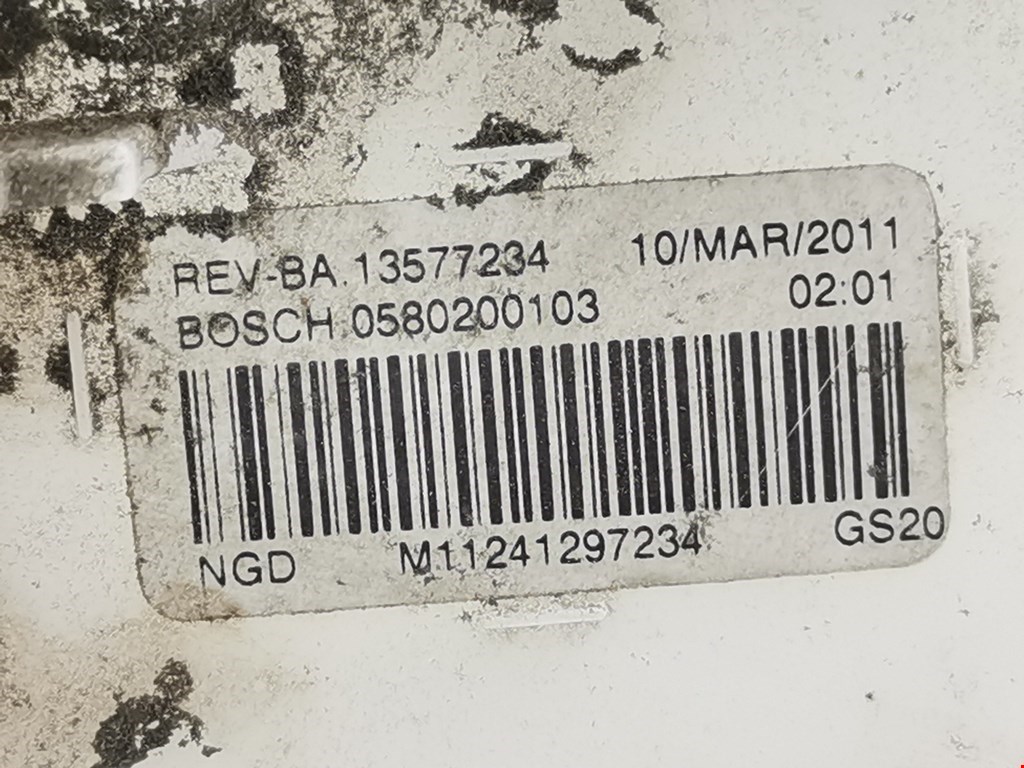 REV-BA.13577234 10/MAR/2011
BOSCH 0580200103 02:01
NGD M11241297234 GS20